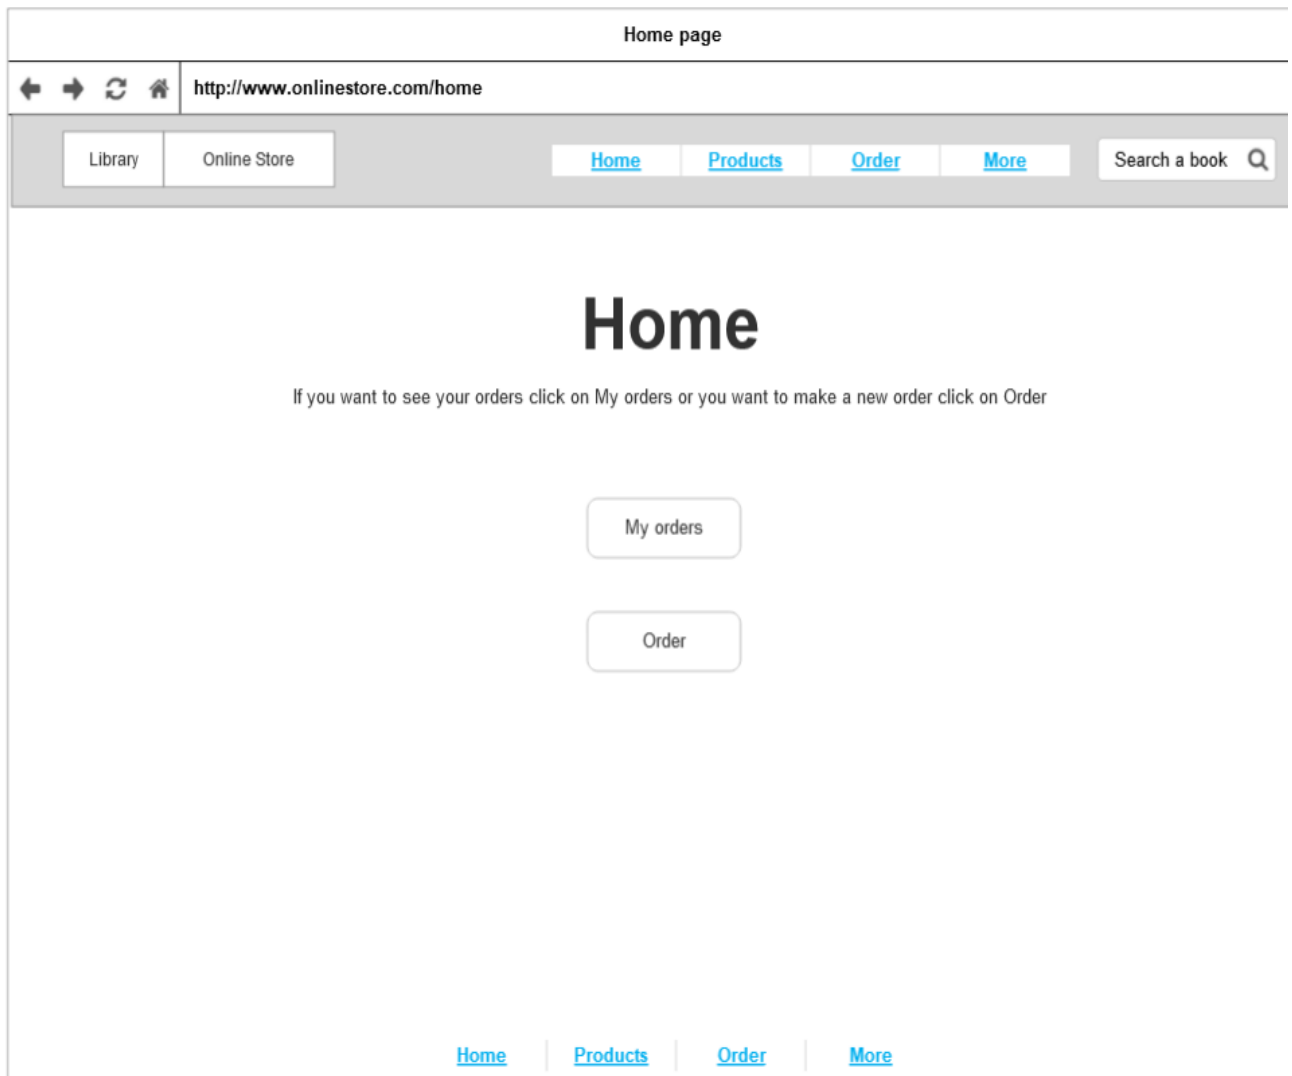 Home page
http://www.onlinestore.com/home
Library Online Store Home Products Order More Search a book
Home
If you want to see your orders click on My orders or you want to make a new order click on Order
My orders
Order
Home Products Order More